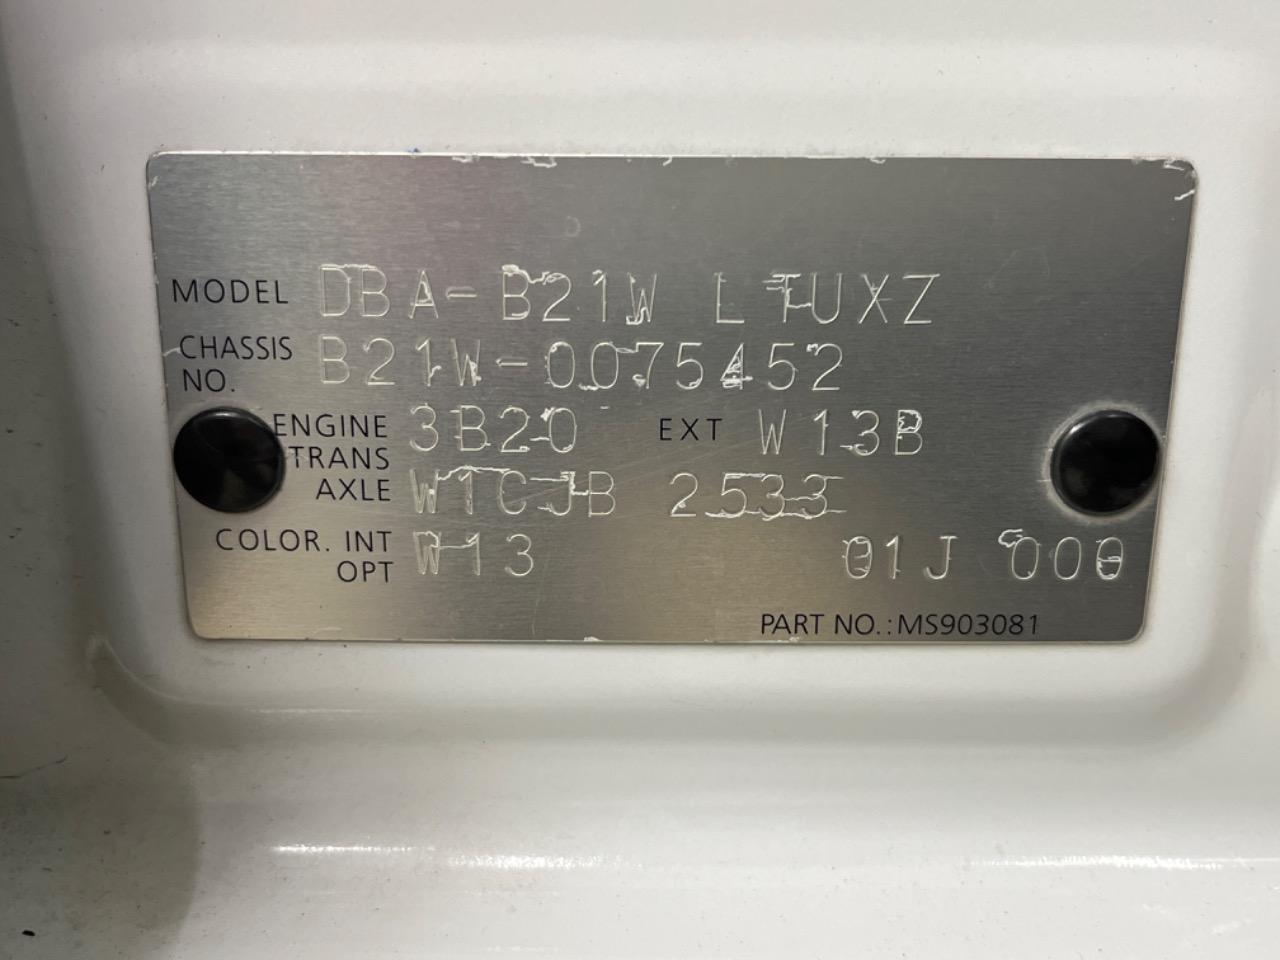 MODEL DBA-B21W LTUXZ
CHASSIS NO. B21W-0075452
ENGINE 3B20 EXT W13B
TRANS AXLE W1CJB 2533
COLOR. INT OPT W13 01J 000
PART NO.:MS903081